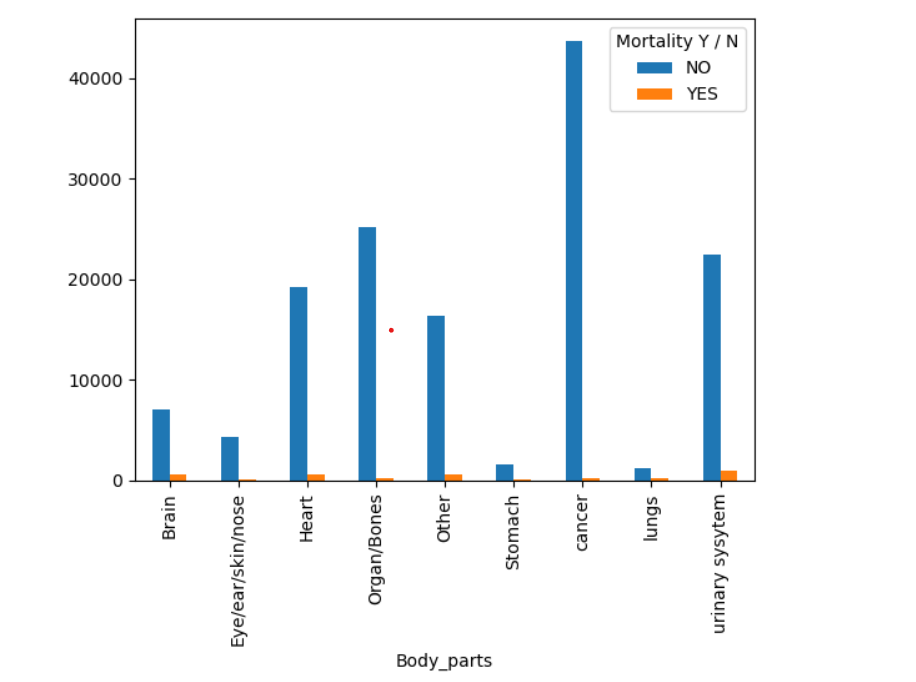 Mortality Y / N
NO
YES
40000
30000
20000
10000
0
Brain
Eye/ear/skin/nose
Heart
Organ/Bones
Other
Stomach
cancer
lungs
urinary sysytem
Body_parts